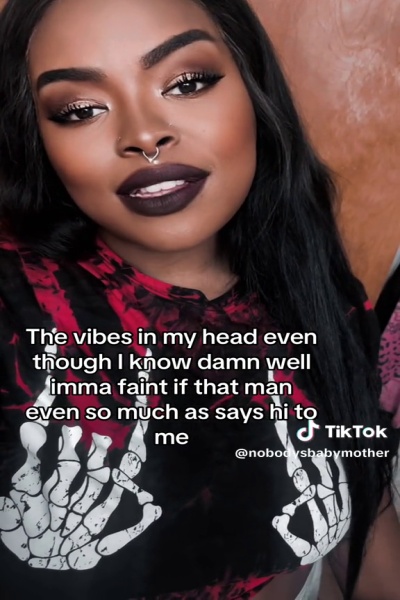 The vibes in my head even
though I know damn well
imma faint if that man
even so much as says hi to
me
TikTok
@nobodysbabymother